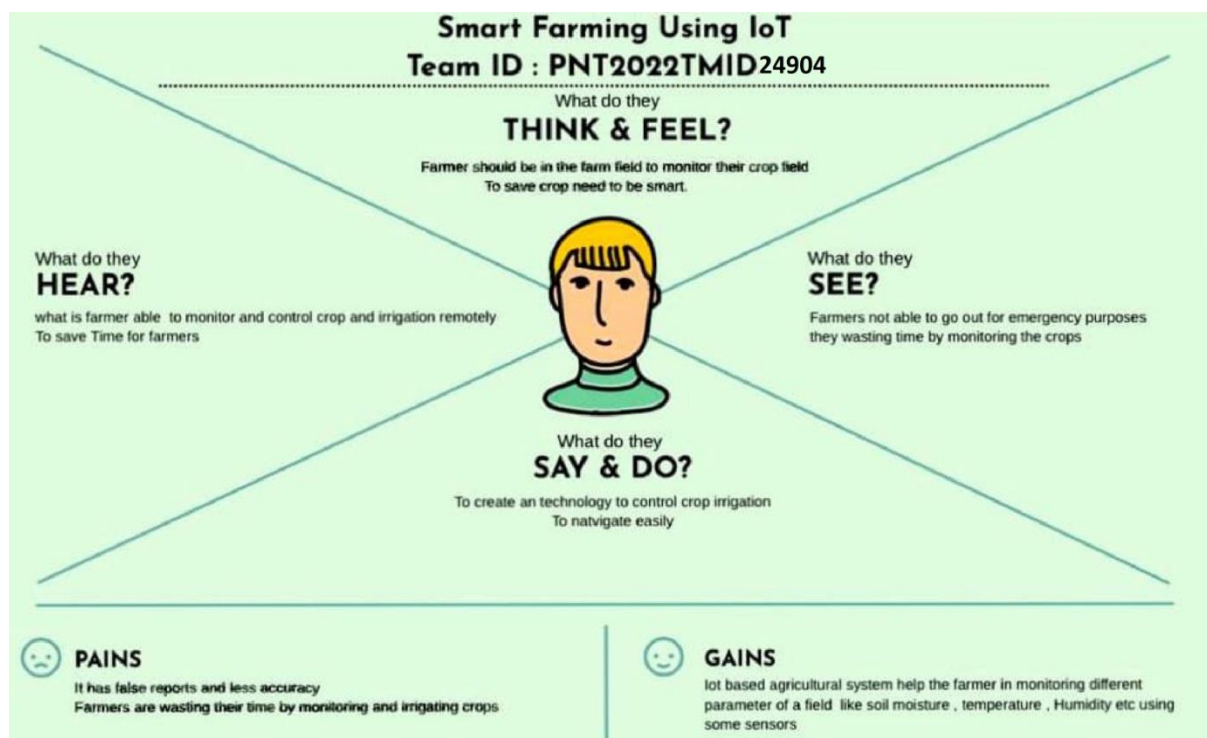 Smart Farming Using IoT
Team ID : PNT2022TMID24904
What do they
THINK & FEEL?
Farmer should be in the farm field to monitor their crop field
To save crop need to be smart.
What do they
HEAR?
what is farmer able to monitor and control crop and irrigation remotely
To save Time for farmers
What do they
SEE?
Farmers not able to go out for emergency purposes
they wasting time by monitoring the crops
What do they
SAY & DO?
To create an technology to control crop irrigation
To natvigate easily
PAINS
It has false reports and less accuracy
Farmers are wasting their time by monitoring and irrigating crops
GAINS
Iot based agricultural system help the farmer in monitoring different
parameter of a field like soil moisture , temperature , Humidity etc using
some sensors